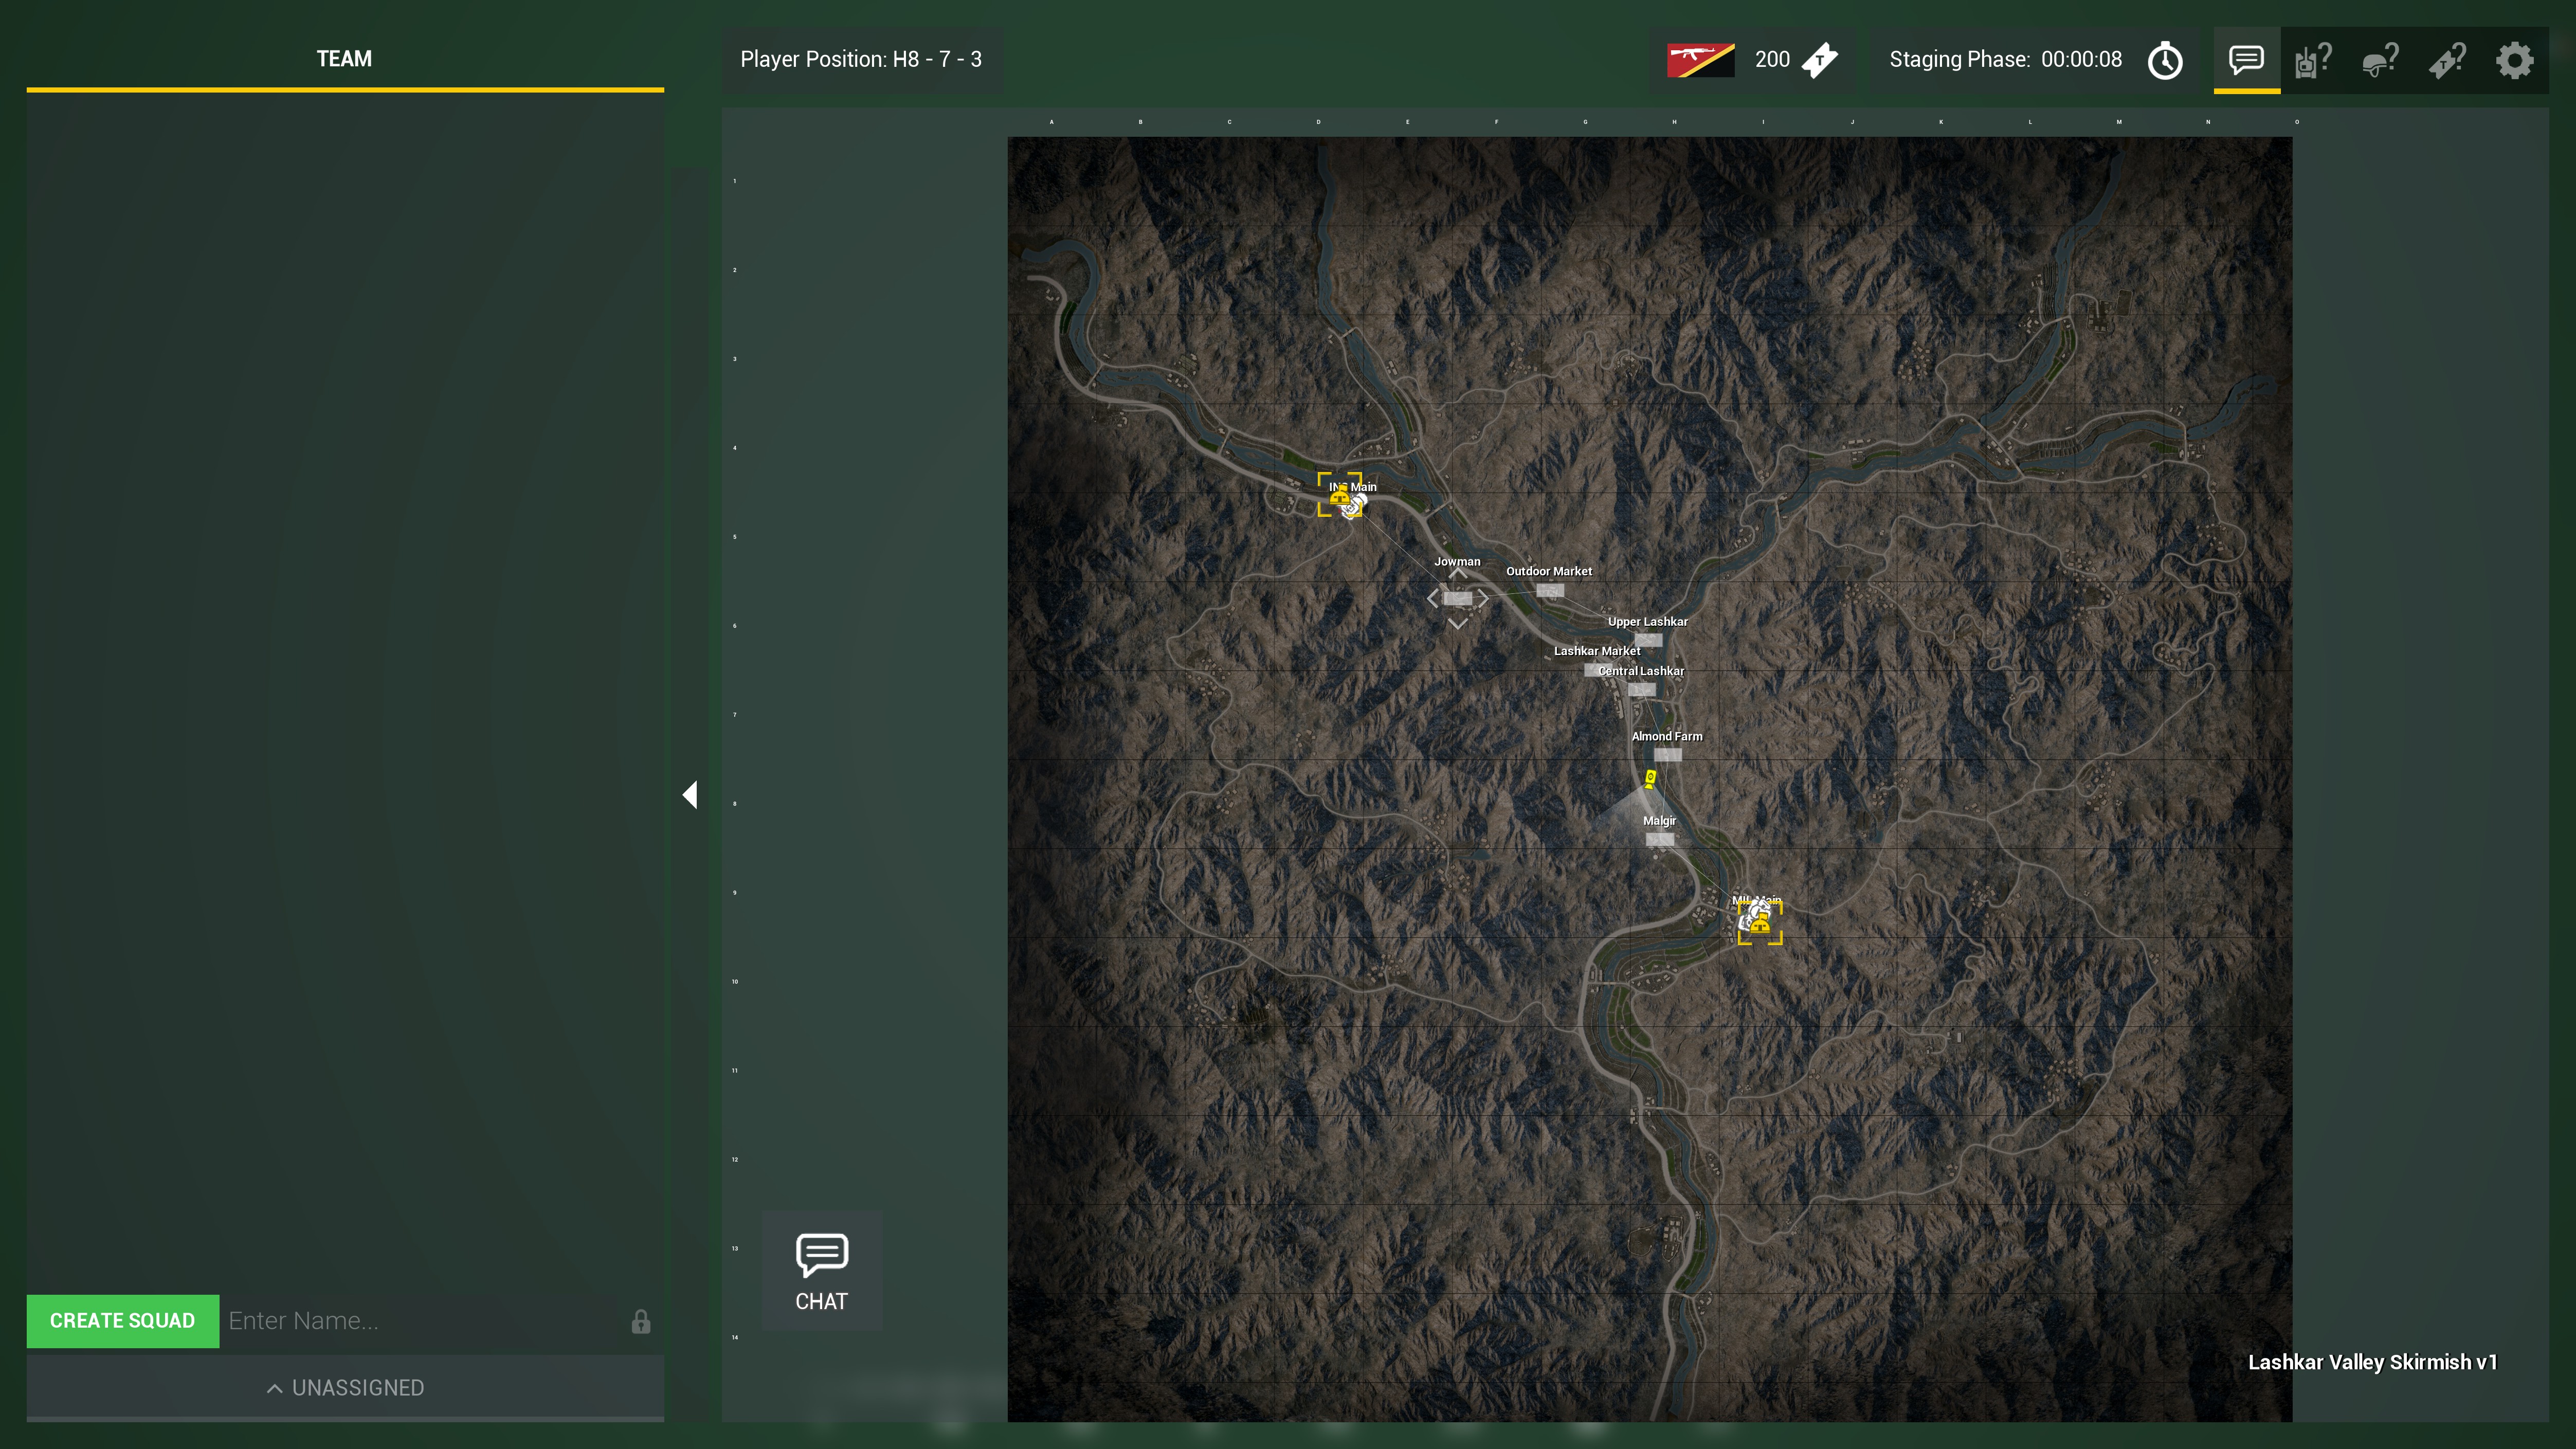 TEAM
Player Position: H8 - 7 - 3
200
Staging Phase: 00:00:08
A B C D E F G H I J K L M N O
1
2
3
4
INS Main
5
Jowman
Outdoor Market
6
Upper Lashkar
Lashkar Market
Central Lashkar
7
Almond Farm
8
Malgir
9
Main
10
11
12
13
14
CHAT
CREATE SQUAD
Enter Name...
UNASSIGNED
Lashkar Valley Skirmish v1